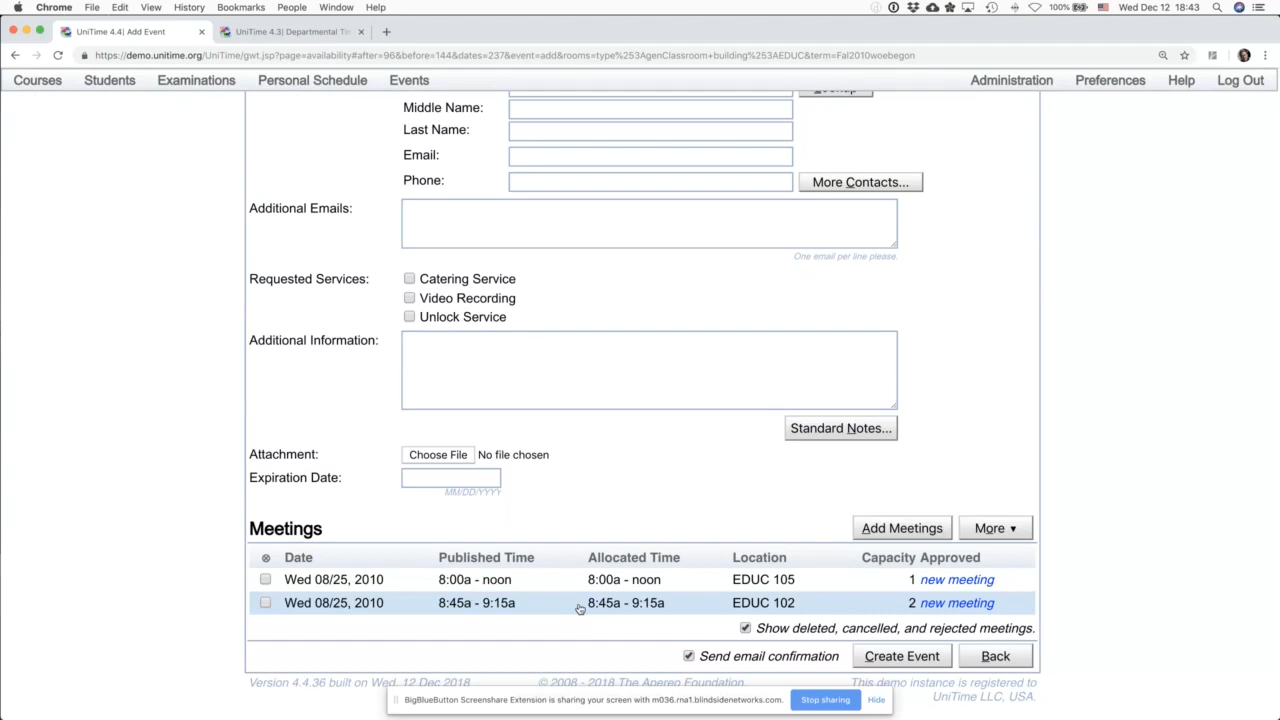 Chrome File Edit View History Bookmarks People Window Help 100% Wed Dec 12 18:43
UniTime 4.4| Add Event UniTime 4.3| Departmental Ti
https://demo.unitime.org/UniTime/gwt.jsp?page=availability#after=96&before=144&dates=237&event=add&rooms=type%253AgenClassroom+building%253AEDUC&term=Fal2010woebegon
Courses Students Examinations Personal Schedule Events Administration Preferences Help Log Out
Middle Name:
Last Name:
Email:
Phone: More Contacts...
Additional Emails:
One email per line please.
Requested Services: Catering Service
Video Recording
Unlock Service
Additional Information:
Standard Notes...
Attachment: Choose File No file chosen
Expiration Date:
MM/DD/YYYY
Meetings Add Meetings More ▾
Date Published Time Allocated Time Location Capacity Approved
Wed 08/25, 2010 8:00a - noon 8:00a - noon EDUC 105 1 new meeting
Wed 08/25, 2010 8:45a - 9:15a 8:45a - 9:15a EDUC 102 2 new meeting
Show deleted, cancelled, and rejected meetings.
Send email confirmation Create Event Back
Version 4.4.36 built on Wed, 12 Dec 2018 © 2008 - 2018 The Apereo Foundation, This demo instance is registered to
UniTime LLC, USA.
BigBlueButton Screenshare Extension is sharing your screen with m036.rna1.blindsidenetworks.com. Stop sharing Hide